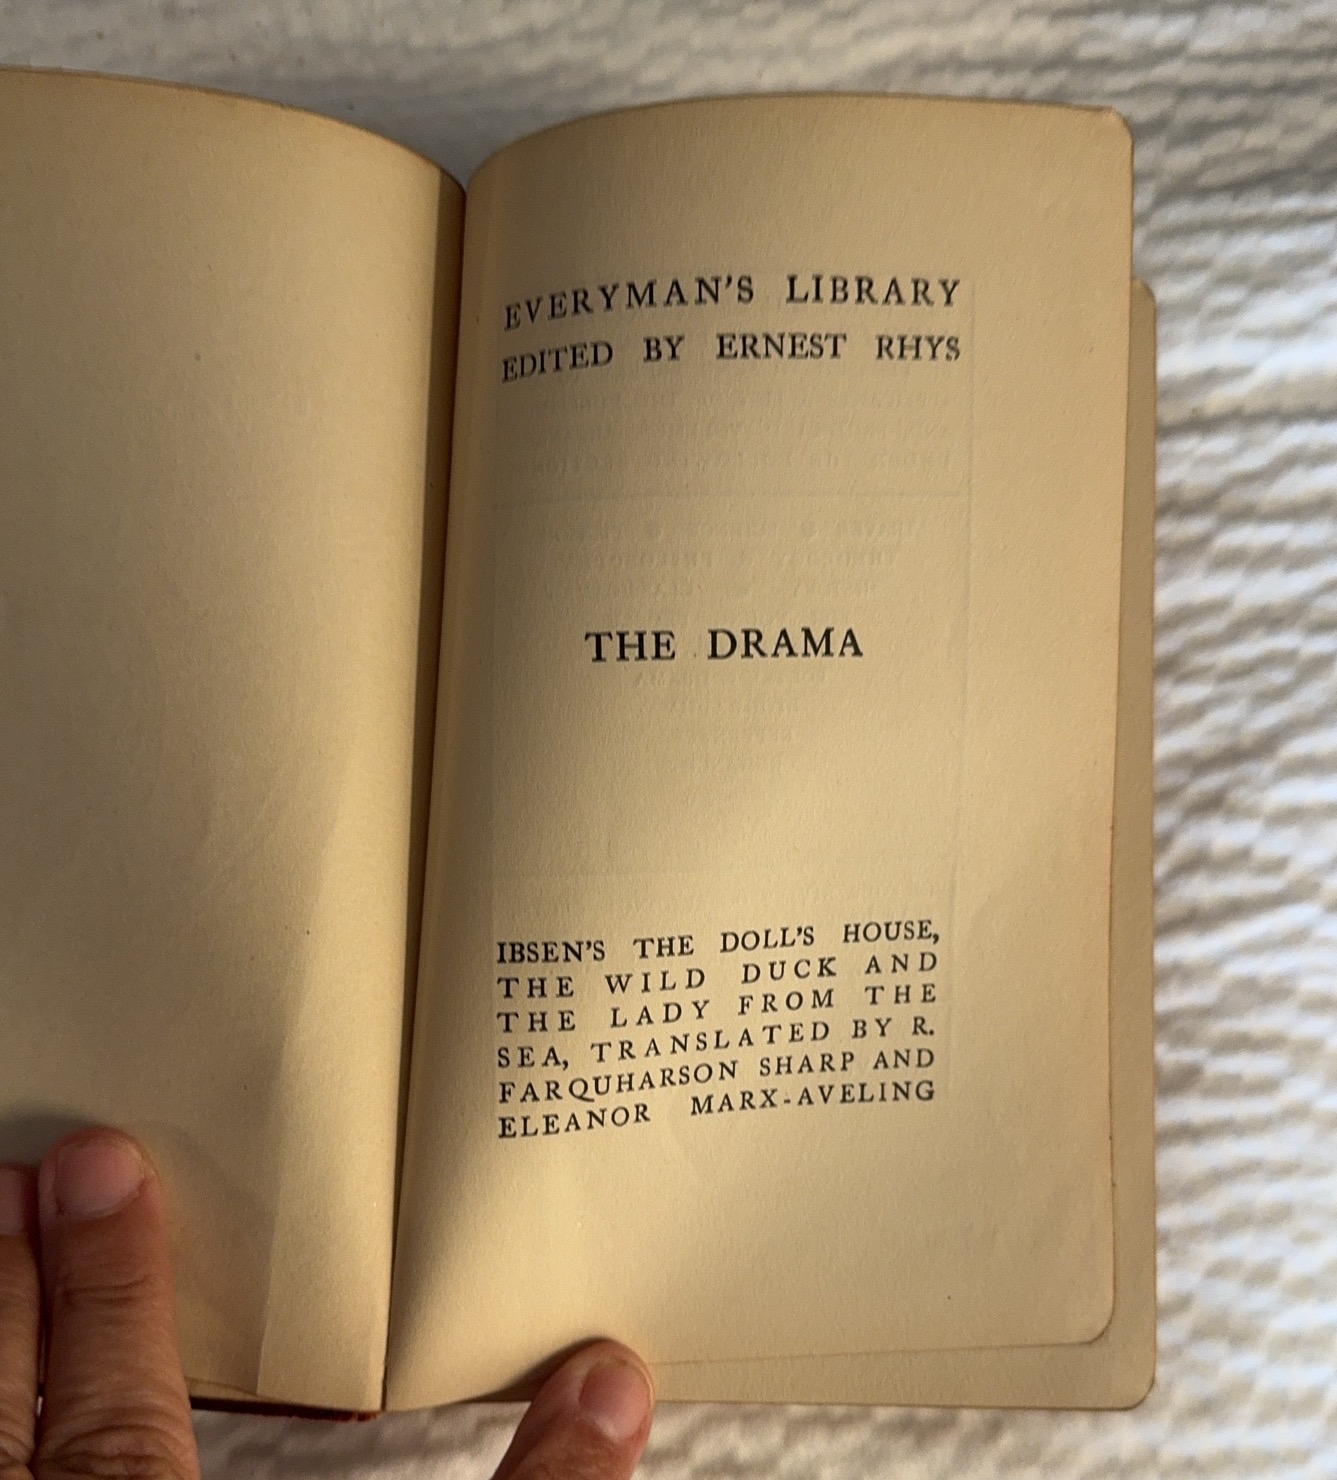 EVERYMAN'S LIBRARY
EDITED BY ERNEST RHYS
THE DRAMA
IBSEN'S THE DOLL'S HOUSE,
THE WILD DUCK AND
THE LADY FROM THE
SEA, TRANSLATED BY R.
FARQUHARSON SHARP AND
ELEANOR MARX-AVELING